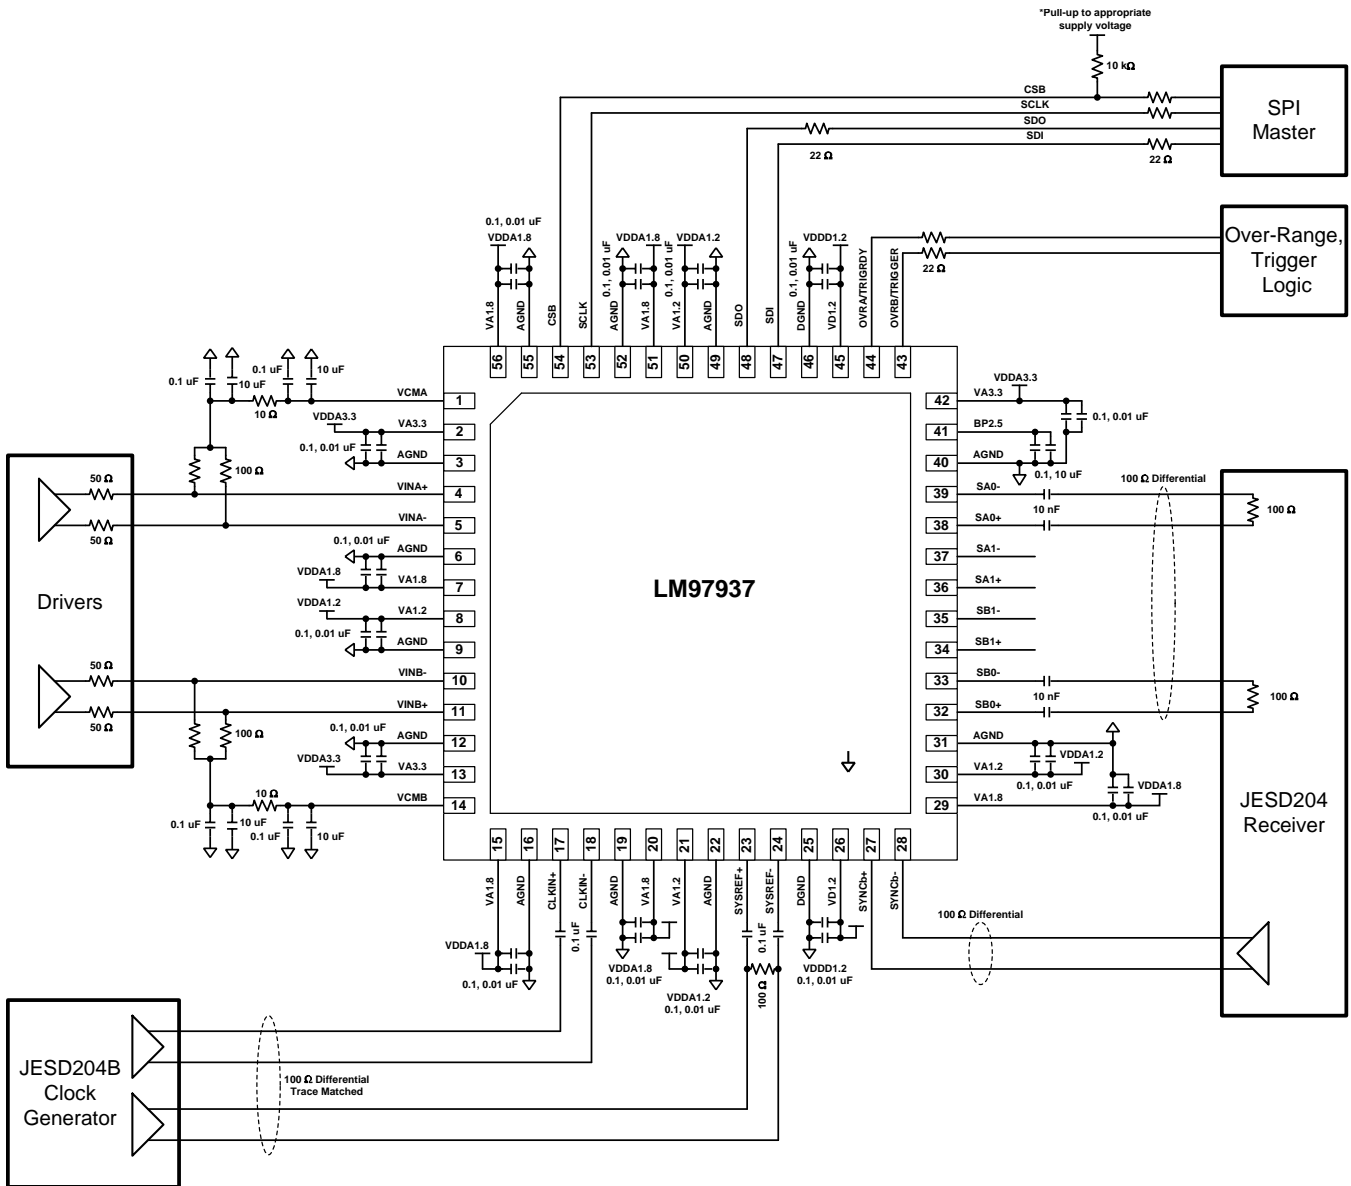 *Pull-up to appropriate
supply voltage
10 kΩ
CSB
SCLK
SDO
SDI
22 Ω
22 Ω
SPI
Master
Over-Range,
Trigger
Logic
22 Ω
0.1, 0.01 uF
VDDA1.8
0.1, 0.01 uF
VDDA1.8
0.1, 0.01 uF
VDDA1.2
0.1, 0.01 uF
VDDD1.2
VA1.8
AGND
CSB
SCLK
AGND
VA1.8
VA1.2
AGND
SDO
SDI
DGND
VD1.2
OVRA/TRIGRDY
OVRB/TRIGGER
56
55
54
53
52
51
50
49
48
47
46
45
44
43
0.1 uF
10 uF
0.1 uF
10 uF
10 Ω
VCMA
1
VDDA3.3
VA3.3
2
0.1, 0.01 uF
AGND
3
100 Ω
50 Ω
VINA+
4
50 Ω
VINA-
5
0.1, 0.01 uF
AGND
6
VDDA1.8
VA1.8
7
VDDA1.2
VA1.2
8
0.1, 0.01 uF
AGND
9
Drivers
50 Ω
VINB-
10
50 Ω
VINB+
11
100 Ω
0.1, 0.01 uF
AGND
12
VDDA3.3
VA3.3
13
10 Ω
VCMB
14
0.1 uF
10 uF
0.1 uF
10 uF
LM97937
42
VA3.3
VDDA3.3
0.1, 0.01 uF
41
BP2.5
40
AGND
0.1, 10 uF
39
SA0-
10 nF
38
SA0+
100 Ω Differential
100 Ω
37
SA1-
36
SA1+
35
SB1-
34
SB1+
33
SB0-
10 nF
32
SB0+
100 Ω
31
AGND
VDDA1.2
30
VA1.2
0.1, 0.01 uF
VDDA1.8
29
VA1.8
0.1, 0.01 uF
JESD204
Receiver
15
16
17
18
19
20
21
22
23
24
25
26
27
28
VA1.8
AGND
CLKIN+
CLKIN-
AGND
VA1.8
VA1.2
AGND
SYSREF+
SYSREF-
DGND
VD1.2
SYNCb+
SYNCb-
VDDA1.8
0.1, 0.01 uF
0.1 uF
VDDA1.8
0.1, 0.01 uF
VDDA1.2
0.1, 0.01 uF
0.1 uF
100 Ω
VDDD1.2
0.1, 0.01 uF
100 Ω Differential
JESD204B
Clock
Generator
100 Ω Differential
Trace Matched